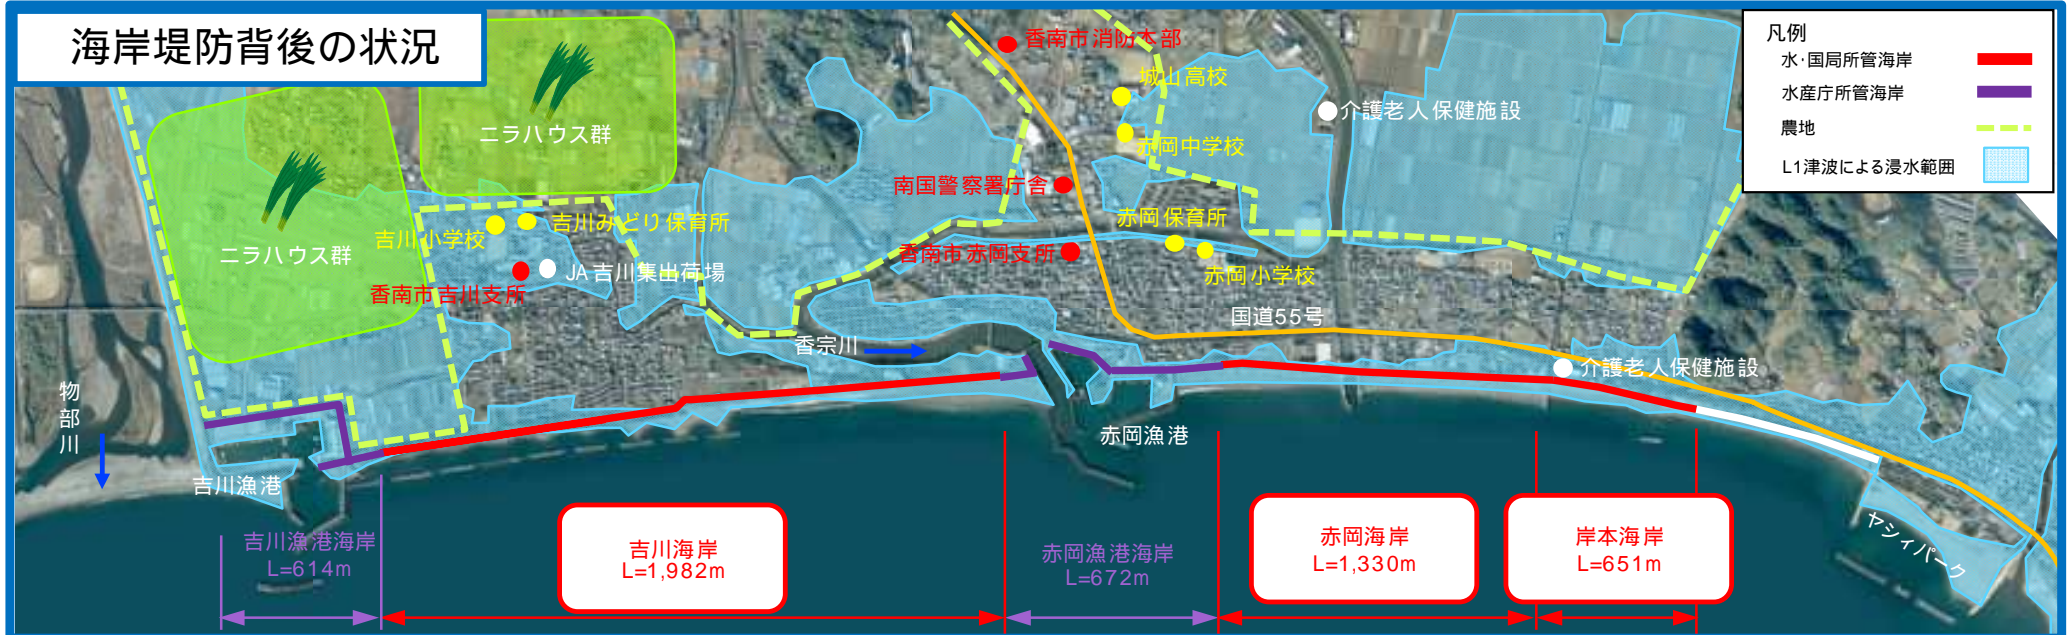 海岸堤防背後の状況
凡例
水・国局所管海岸
水産庁所管海岸
農地
L1津波による浸水範囲
香南市消防本部
城山高校
介護老人保健施設
ニラハウス群
赤岡中学校
南国警察署庁舎
赤岡保育所
吉川みどり保育所
吉川小学校
ニラハウス群
香南市赤岡支所
赤岡小学校
JA吉川集出荷場
香南市吉川支所
国道55号
香宗川
介護老人保健施設
物部川
赤岡漁港
吉川漁港
ヤシィパーク
吉川漁港海岸
L=614m
吉川海岸
L=1,982m
赤岡漁港海岸
L=672m
赤岡海岸
L=1,330m
岸本海岸
L=651m